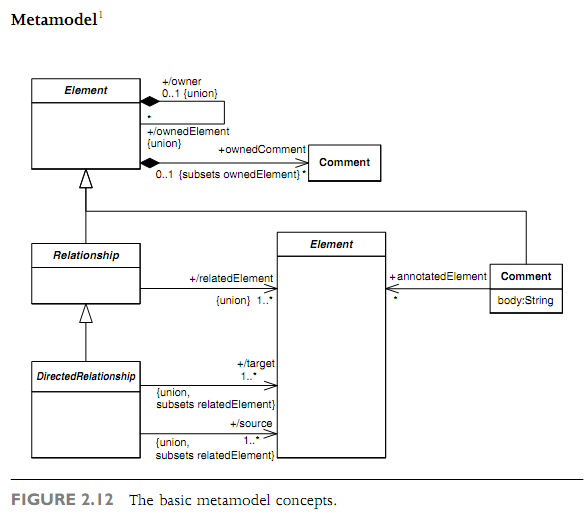 Metamodel1
Element
+/owner
0..1 {union}
*
+/ownedElement
{union}
+ownedComment
0..1 {subsets ownedElement} *
Comment
Relationship
+/relatedElement
{union} 1..*
Element
+annotatedElement
*
Comment
body:String
DirectedRelationship
+/target
1..*
{union,
subsets relatedElement}
+/source
1..*
{union,
subsets relatedElement}
FIGURE 2.12 The basic metamodel concepts.